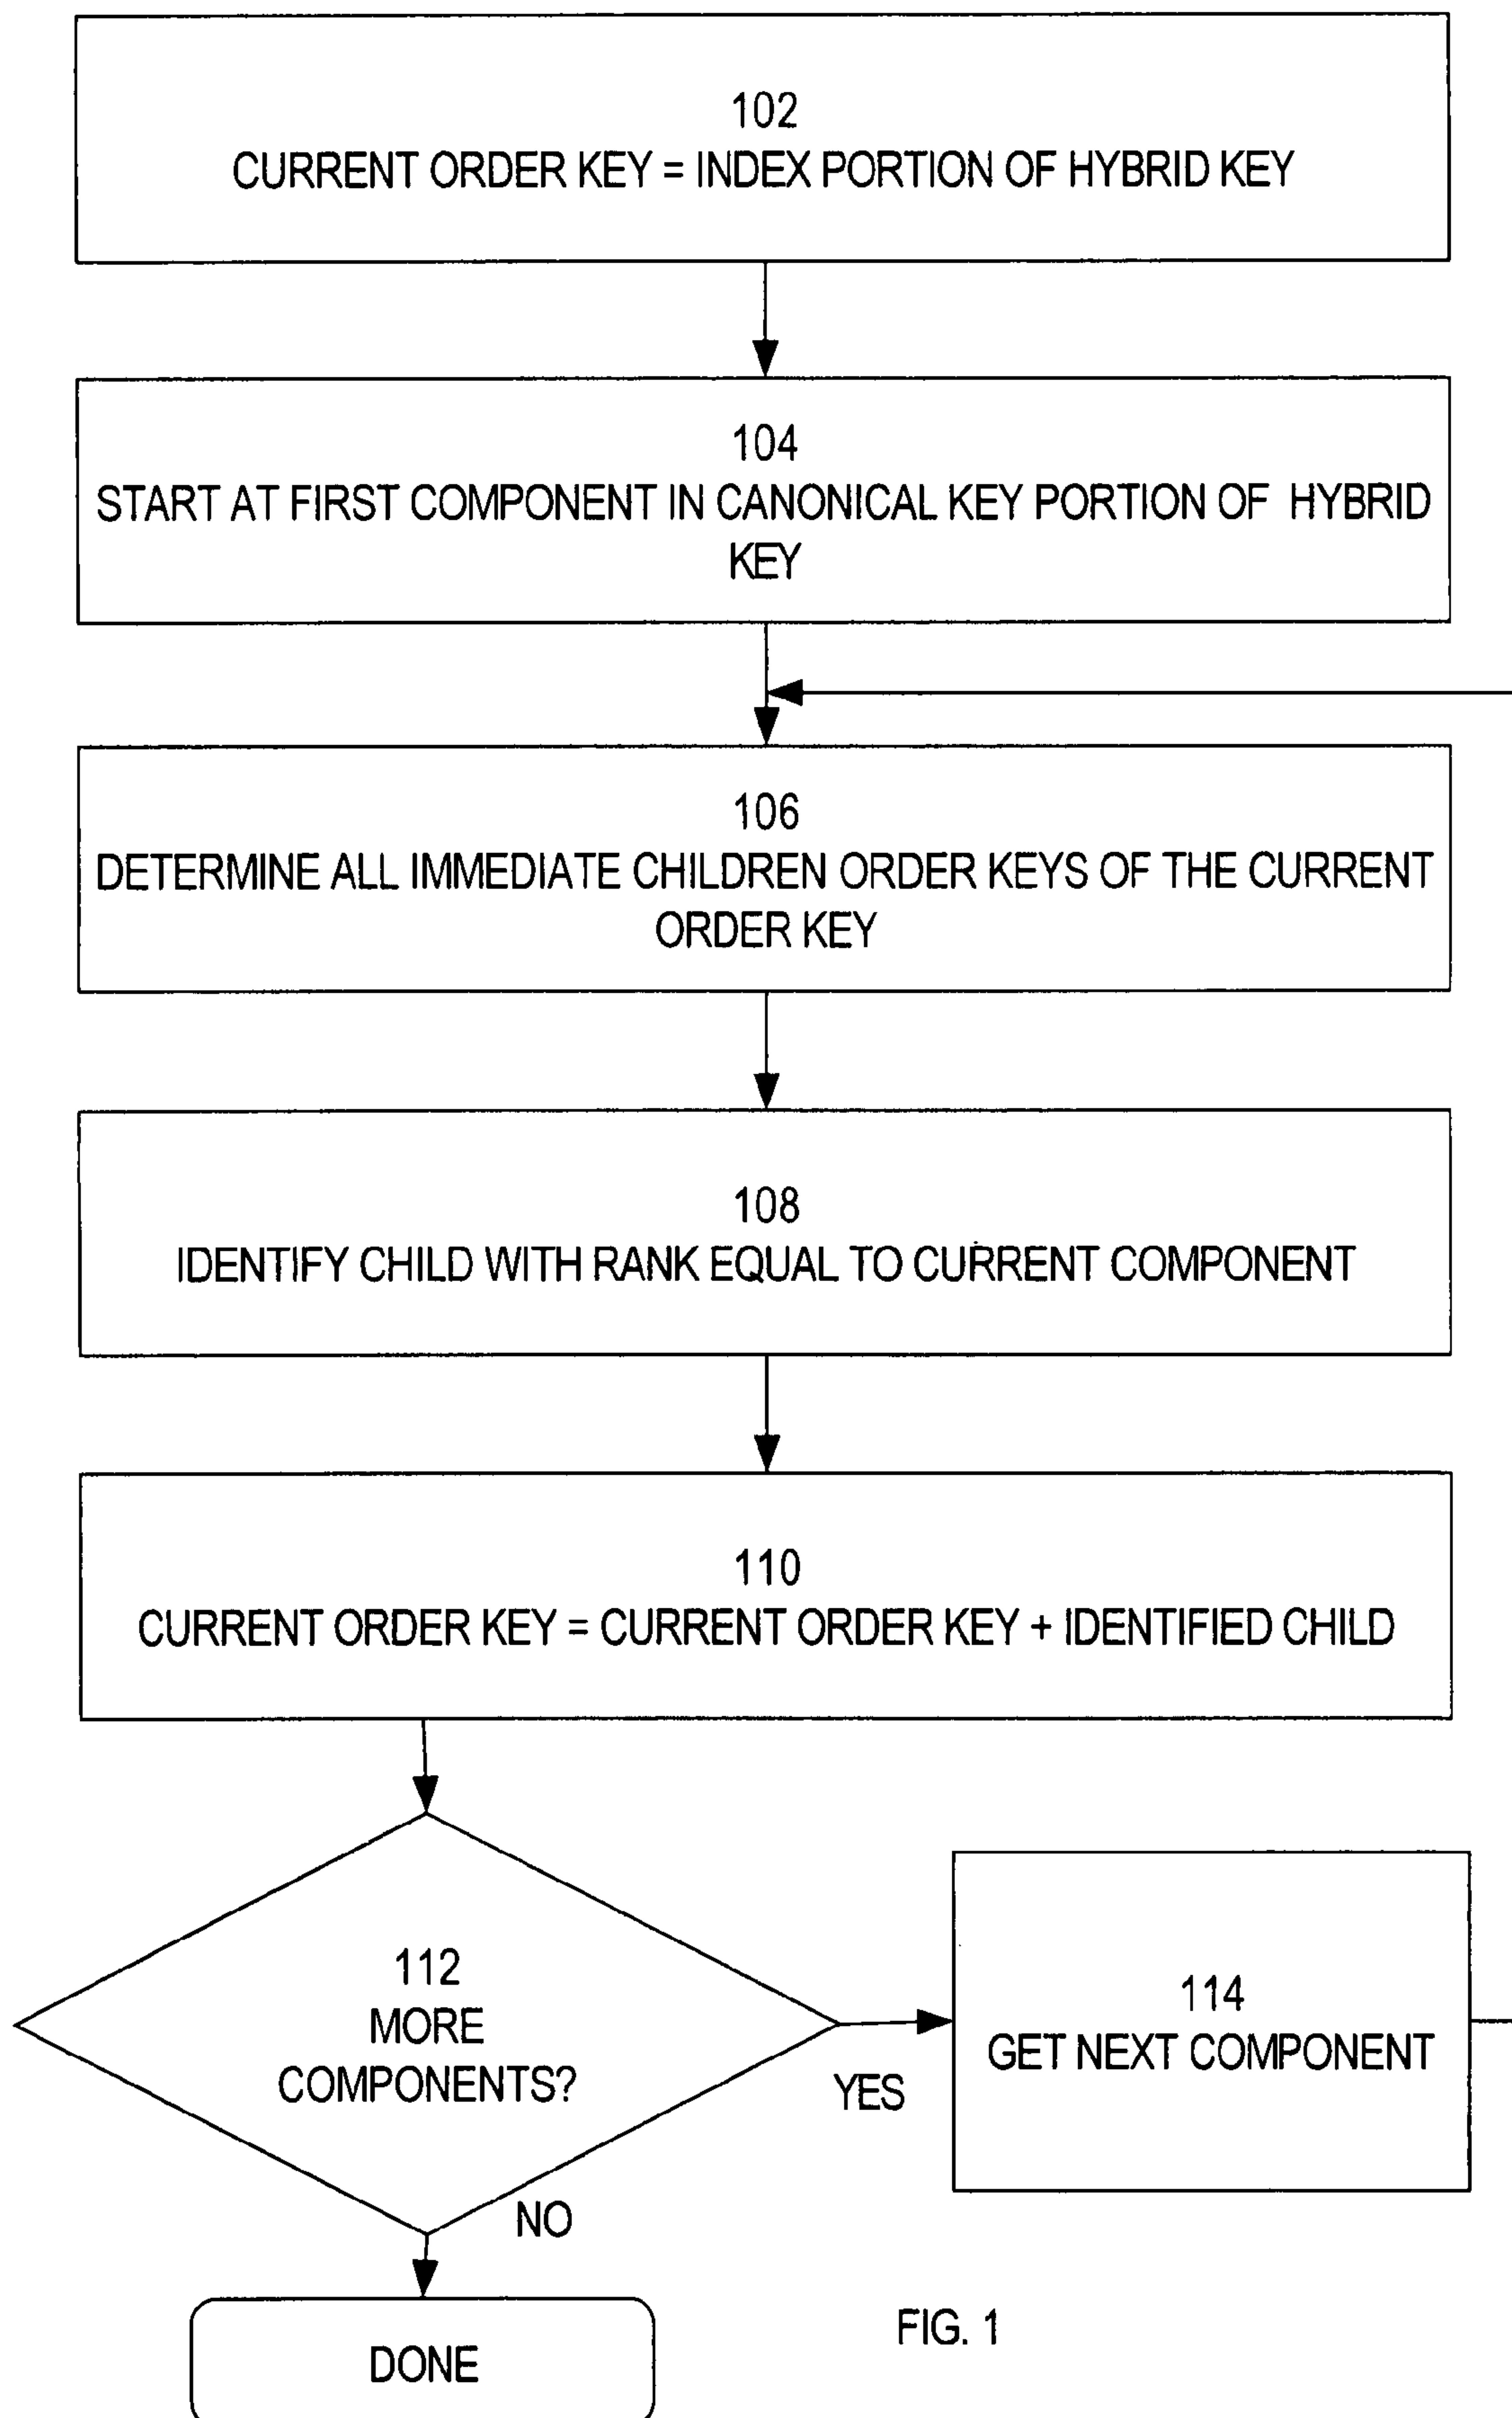 102
CURRENT ORDER KEY = INDEX PORTION OF HYBRID KEY
104
START AT FIRST COMPONENT IN CANONICAL KEY PORTION OF HYBRID
KEY
106
DETERMINE ALL IMMEDIATE CHILDREN ORDER KEYS OF THE CURRENT
ORDER KEY
108
IDENTIFY CHILD WITH RANK EQUAL TO CURRENT COMPONENT
110
CURRENT ORDER KEY = CURRENT ORDER KEY + IDENTIFIED CHILD
112
MORE
COMPONENTS?
YES
114
GET NEXT COMPONENT
NO
DONE
FIG. 1